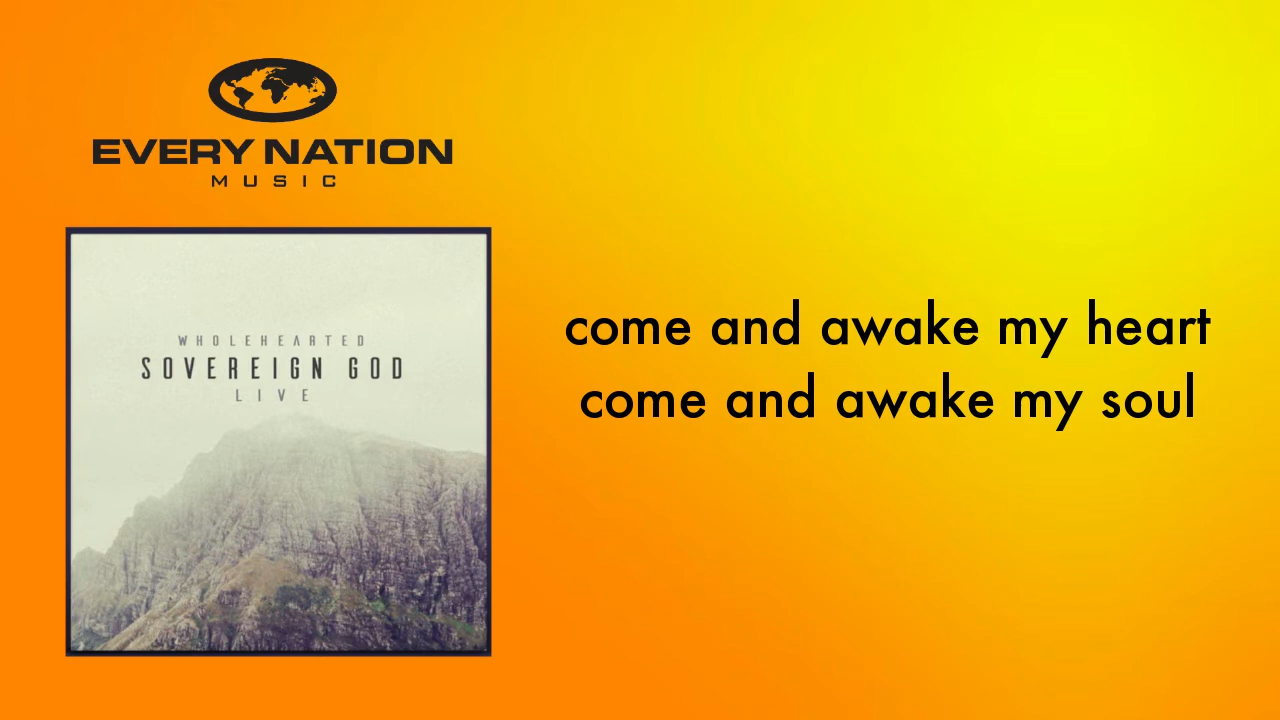 EVERY NATION
MUSIC
WHOLEHEARTED
SOVEREIGN GOD
LIVE
come and awake my heart
come and awake my soul